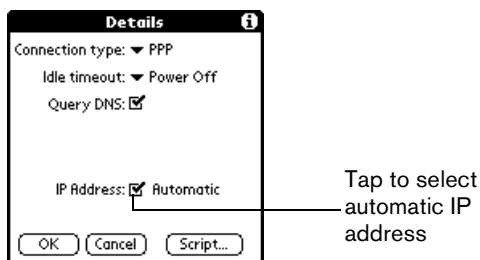 Details
Connection type: PPP
Idle timeout: Power Off
Query DNS:
IP Address: Automatic
Tap to select
automatic IP
address
OK Cancel Script...